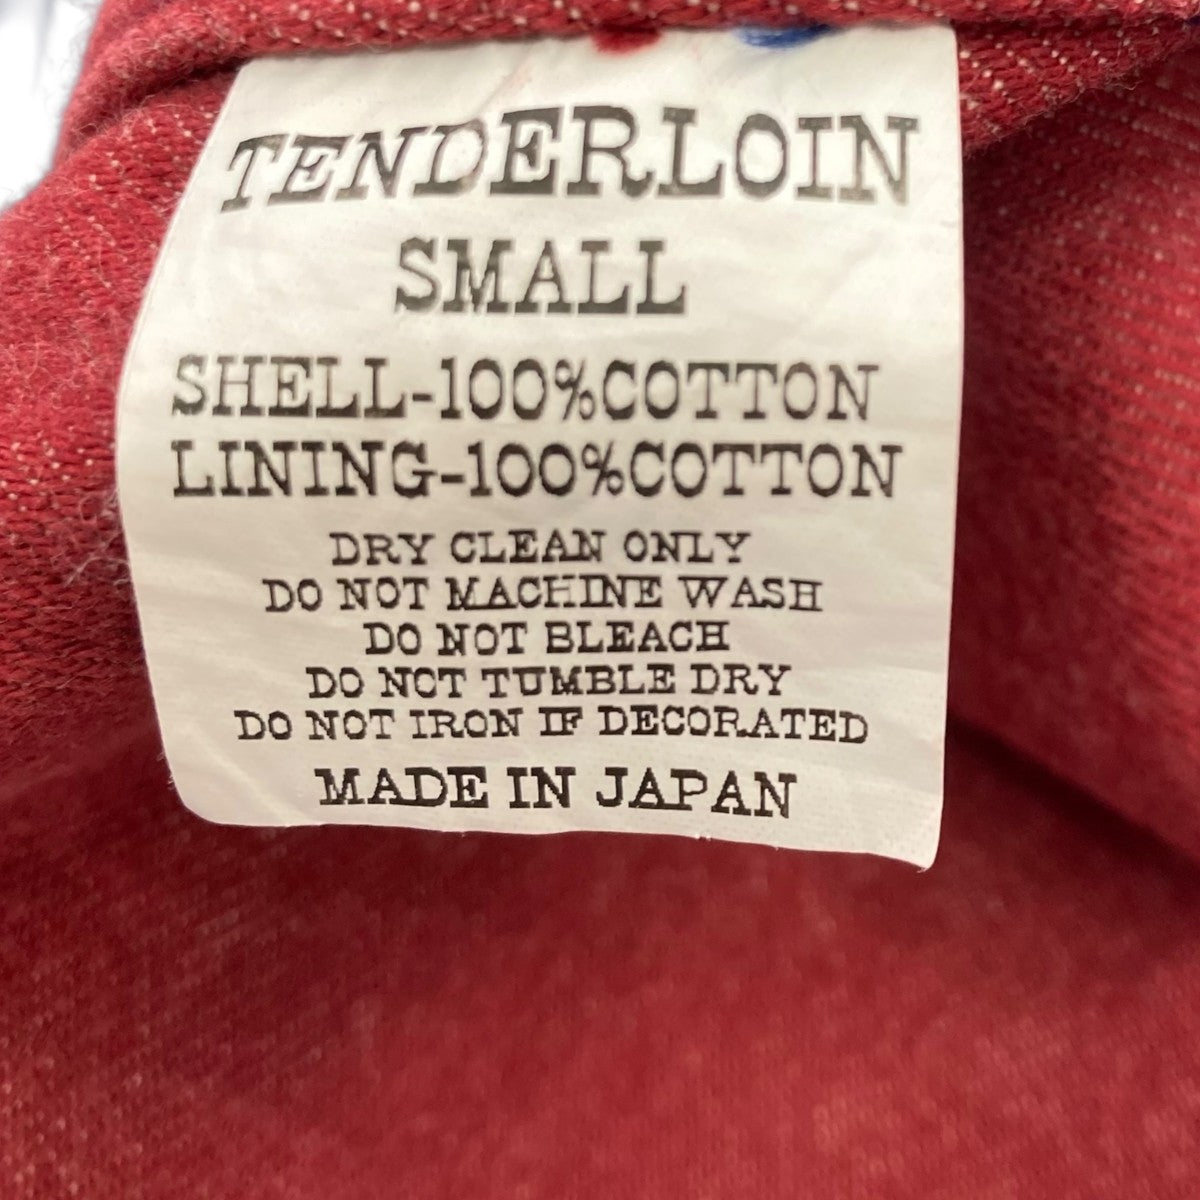 TENDERLOIN
SMALL
SHELL-100%COTTON
LINING-100%COTTON
DRY CLEAN ONLY
DO NOT MACHINE WASH
DO NOT BLEACH
DO NOT TUMBLE DRY
DO NOT IRON IF DECORATED
MADE IN JAPAN